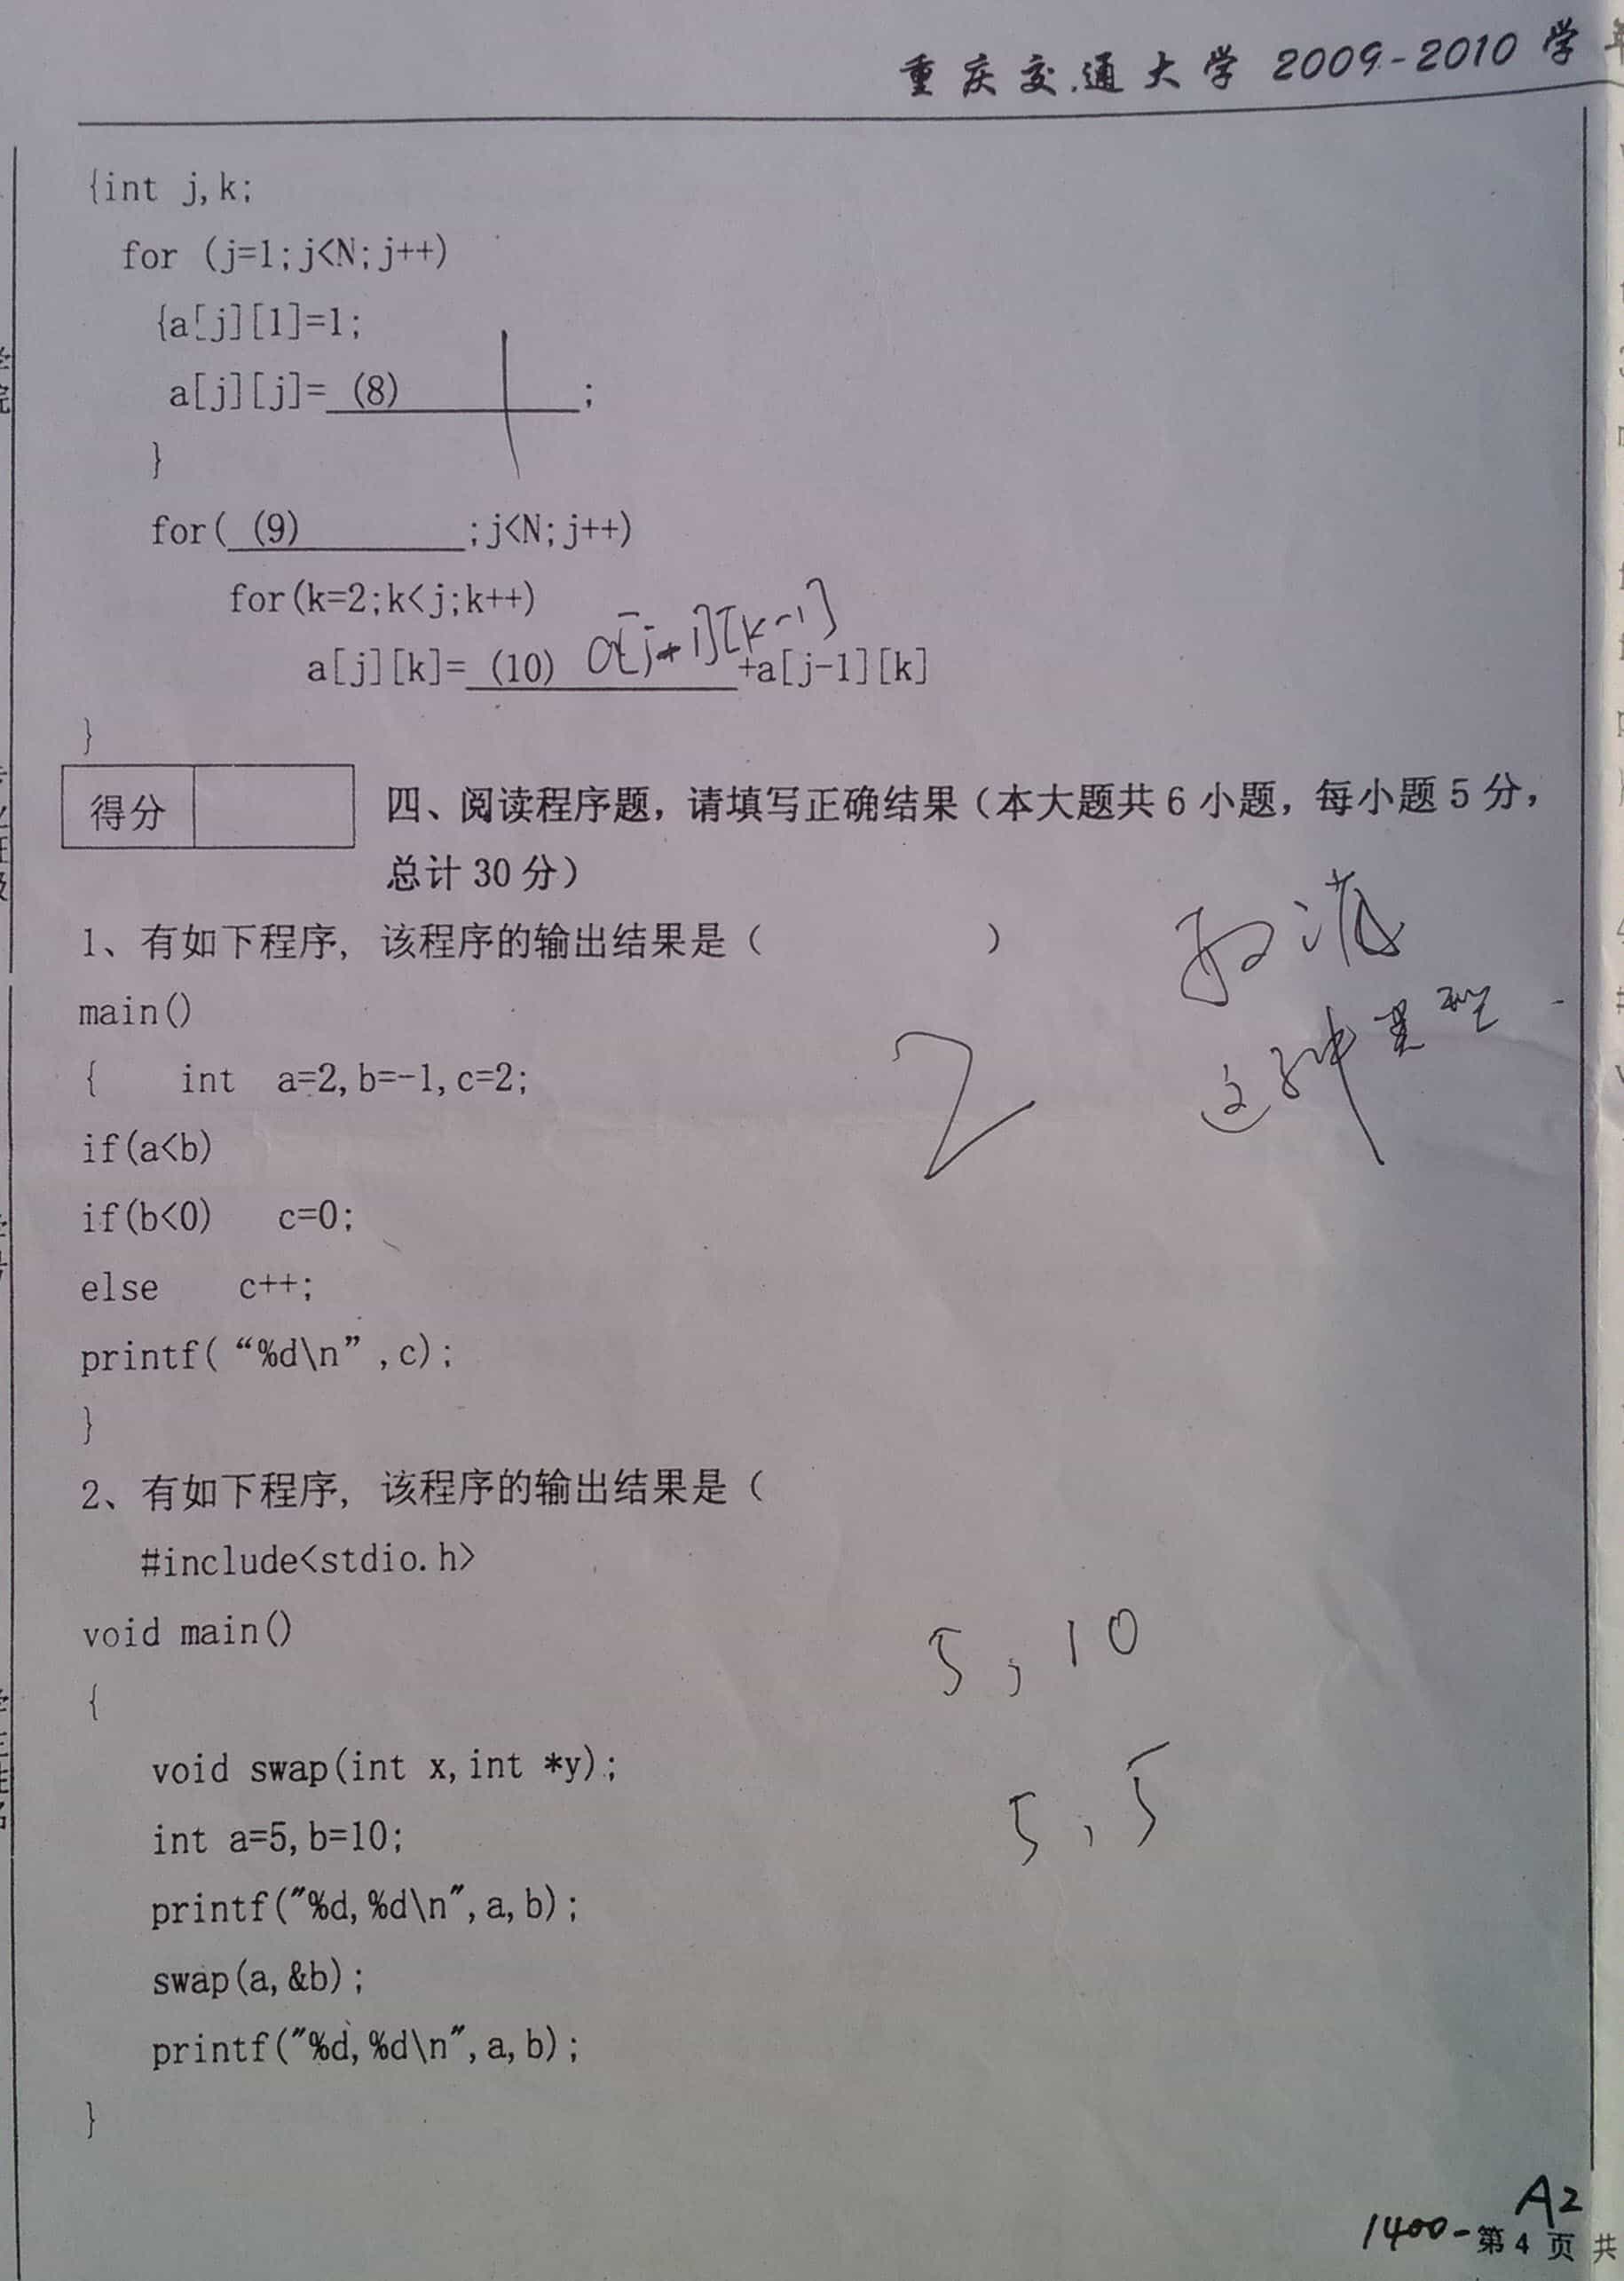 重庆交通大学 2009-2010 学
{int j,k;
for (j=1;j<N;j++)
{a[j][1]=1;
a[j][j]= (8) ;
}
for( (9) ;j<N;j++)
for(k=2;k<j;k++)
a[j][k]= (10) a[j-1][k-1] +a[j-1][k]
}
得分
四、阅读程序题，请填写正确结果（本大题共 6 小题，每小题 5 分，
总计 30 分）
1、有如下程序, 该程序的输出结果是（ ）
main()
{ int a=2,b=-1,c=2;
2
这种类型
if(a<b)
if(b<0) c=0;
else c++;
printf(“%d\n”,c);
}
2、有如下程序, 该程序的输出结果是（
#include<stdio.h>
void main()
5, 10
{
void swap(int x,int *y);
5, 5
int a=5,b=10;
printf("%d,%d\n",a,b);
swap(a,&b);
printf("%d,%d\n",a,b);
}
A2
1400-第 4 页 共